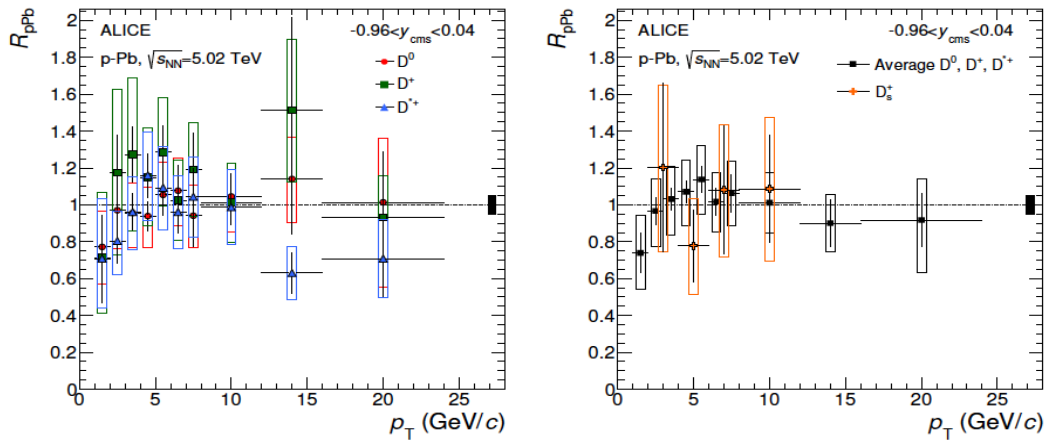 R_pPb
2
1.8
1.6
1.4
1.2
1
0.8
0.6
0.4
0.2
0
ALICE
-0.96<y_cms<0.04
p-Pb, √s_NN=5.02 TeV
D⁰
D⁺
D*⁺
0 5 10 15 20 25
p_T (GeV/c)
R_pPb
2
1.8
1.6
1.4
1.2
1
0.8
0.6
0.4
0.2
0
ALICE
-0.96<y_cms<0.04
p-Pb, √s_NN=5.02 TeV
Average D⁰, D⁺, D*⁺
D_s⁺
0 5 10 15 20 25
p_T (GeV/c)